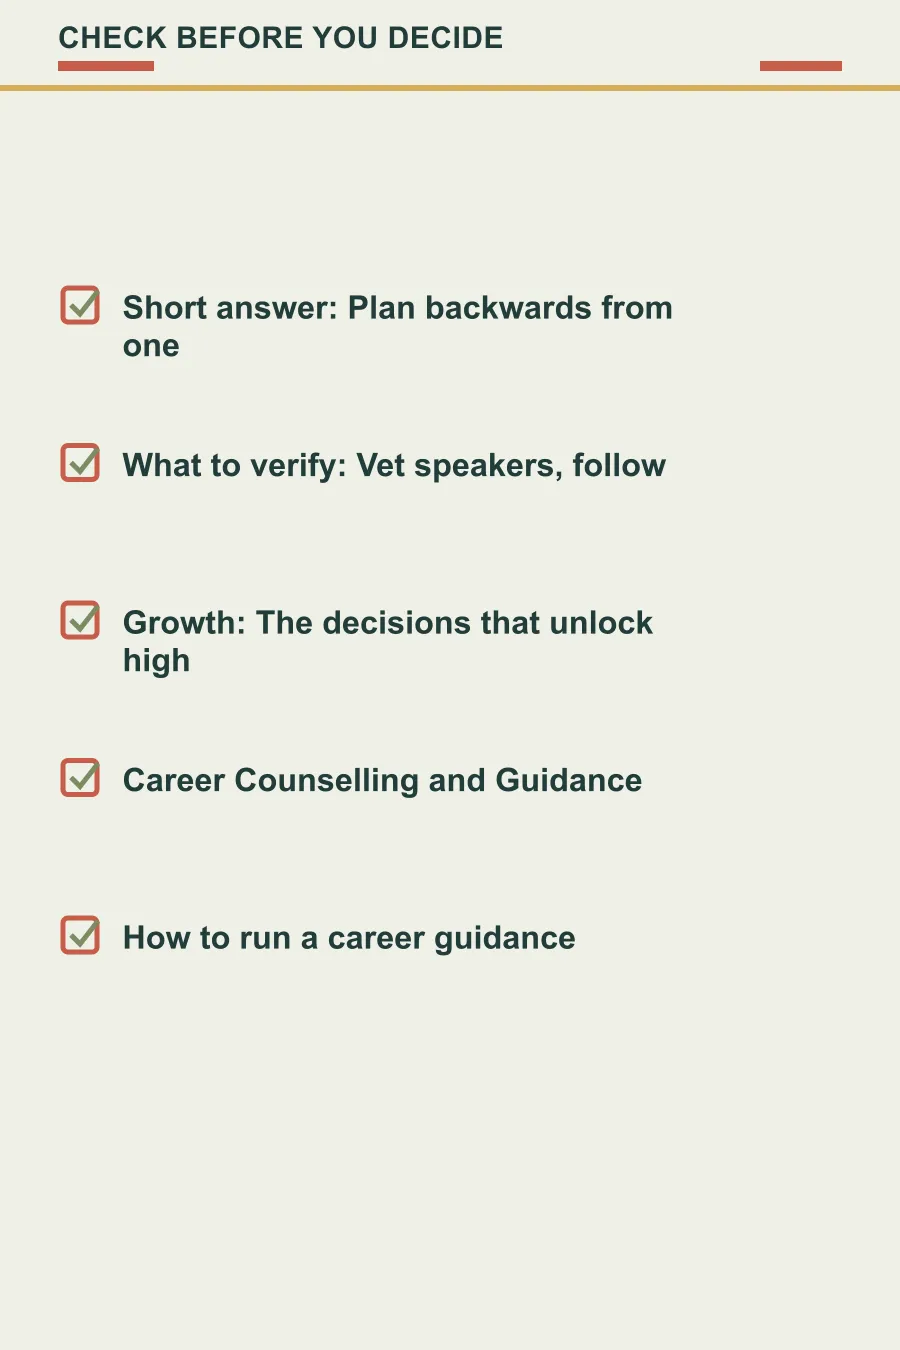 CHECK BEFORE YOU DECIDE
Short answer: Plan backwards from
one
What to verify: Vet speakers, follow
Growth: The decisions that unlock
high
Career Counselling and Guidance
How to run a career guidance